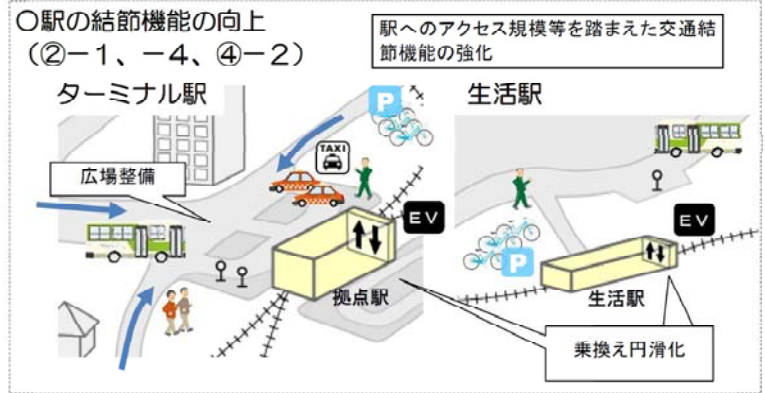 〇駅の結節機能の向上
（②－１、－４、④－２）
駅へのアクセス規模等を踏まえた交通結
節機能の強化
ターミナル駅
生活駅
P
TAXI
広場整備
EV
EV
P
拠点駅
生活駅
乗換え円滑化